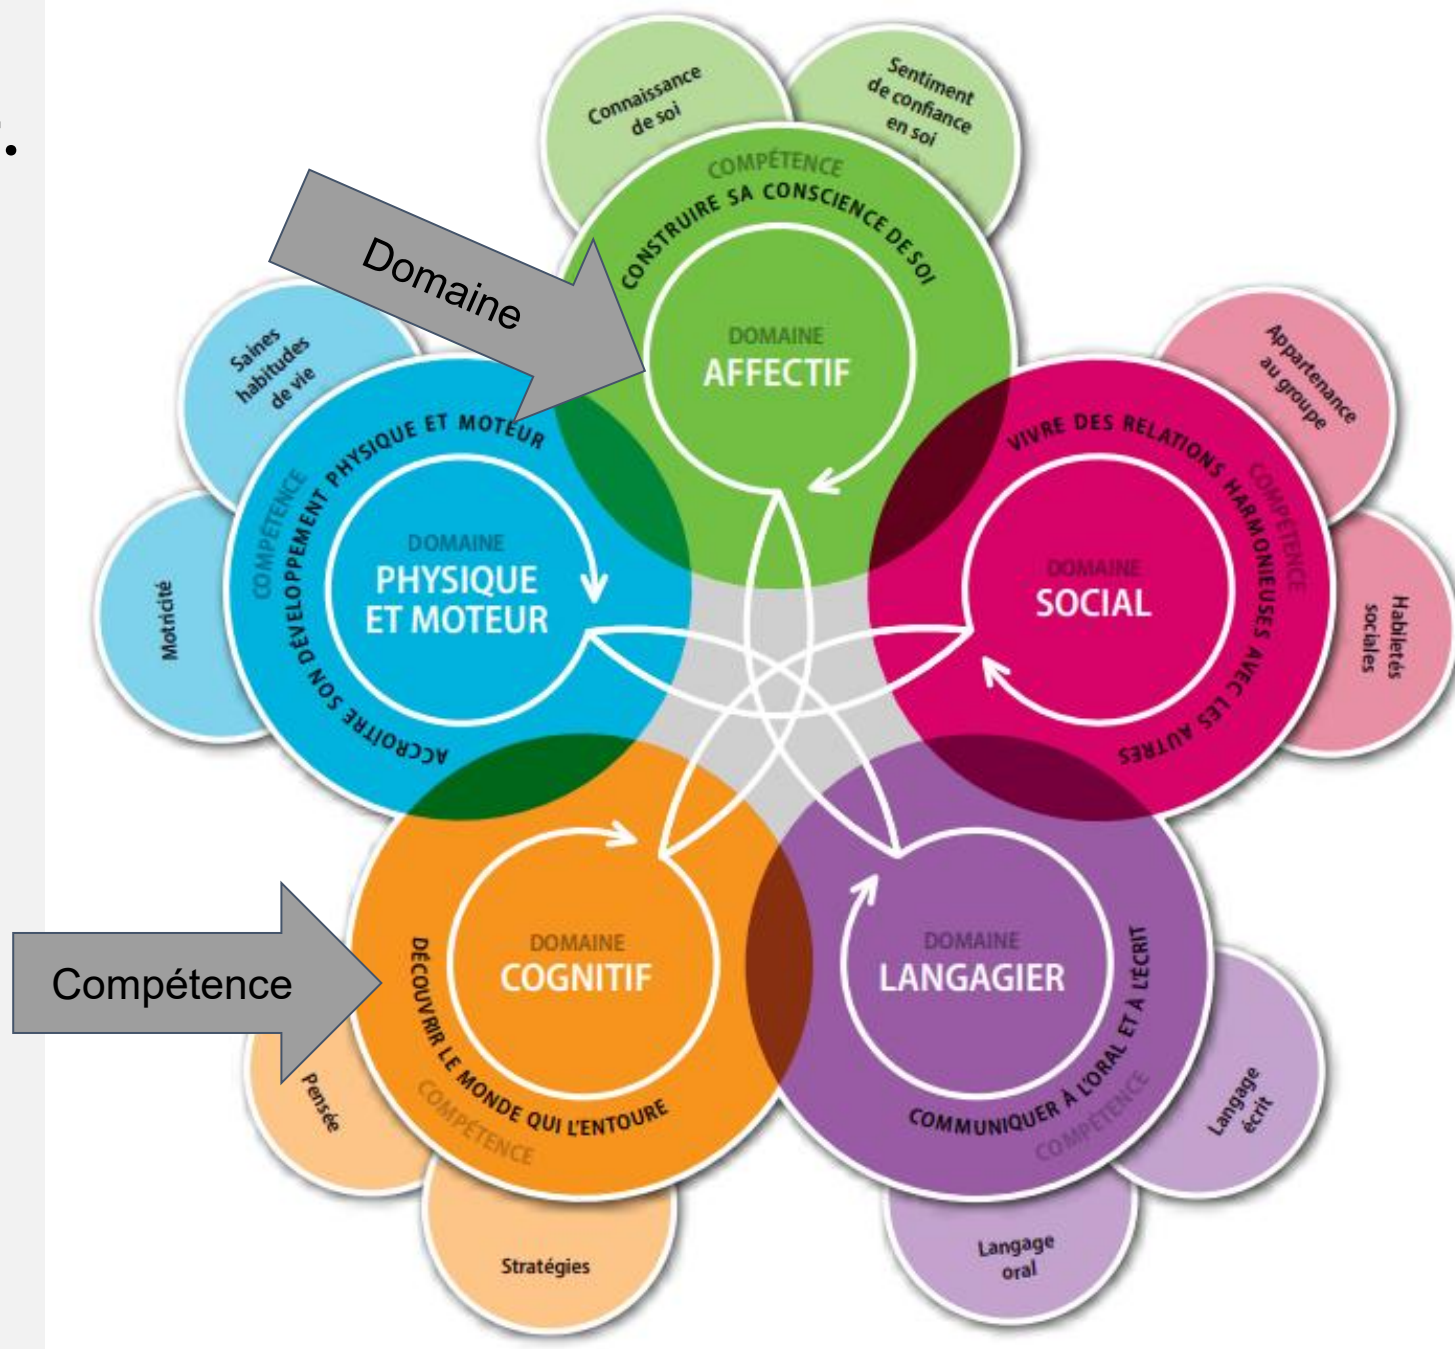 Connaissance
de soi
Sentiment
de confiance
en soi
COMPÉTENCE
CONSTRUIRE SA CONSCIENCE DE SOI
DOMAINE
AFFECTIF
Domaine
Saines
habitudes
de vie
Motricité
COMPÉTENCE
ACCROÎTRE SON DÉVELOPPEMENT PHYSIQUE ET MOTEUR
DOMAINE
PHYSIQUE
ET MOTEUR
Appartenance
au groupe
Habiletés
sociales
COMPÉTENCE
VIVRE DES RELATIONS HARMONIEUSES AVEC LES AUTRES
DOMAINE
SOCIAL
Compétence
DOMAINE
COGNITIF
DÉCOUVRIR LE MONDE QUI L'ENTOURE
COMPÉTENCE
Pensée
Stratégies
DOMAINE
LANGAGIER
COMMUNIQUER À L'ORAL ET À L'ÉCRIT
COMPÉTENCE
Langage
écrit
Langage
oral